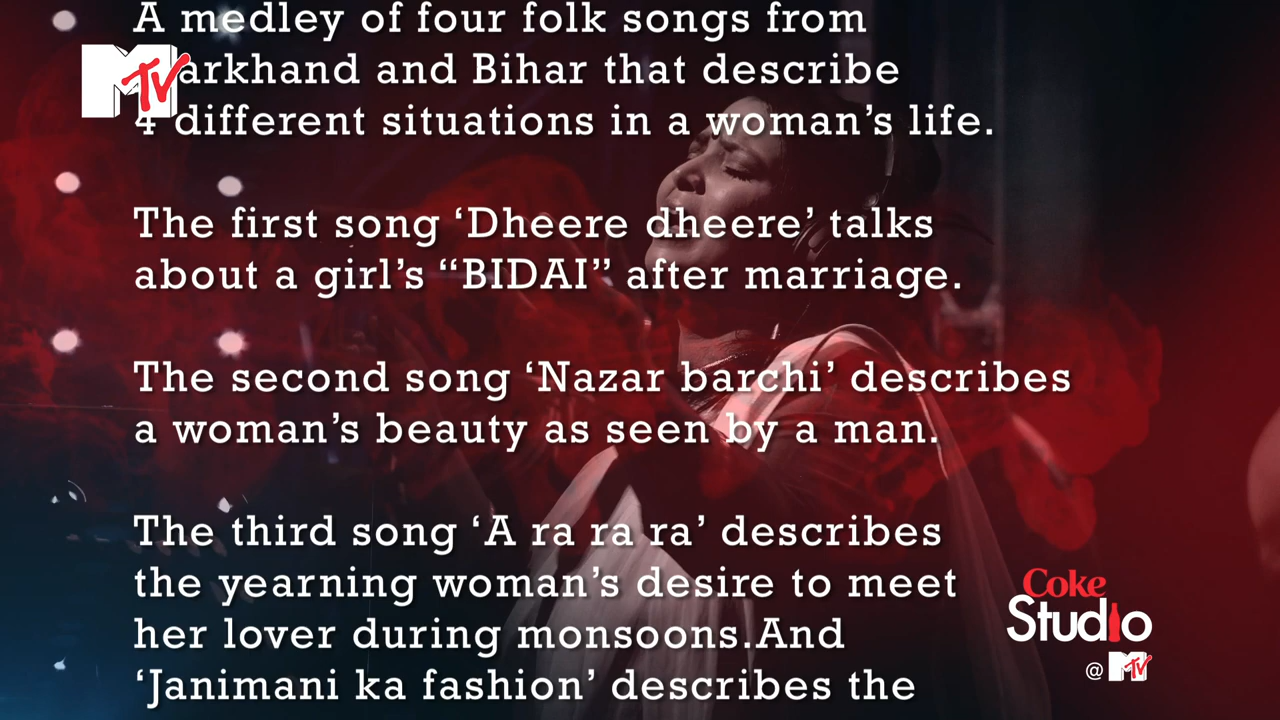 A medley of four folk songs from
MTV arkhand and Bihar that describe
4 different situations in a woman’s life.
The first song ‘Dheere dheere’ talks
about a girl’s “BIDAI” after marriage.
The second song ‘Nazar barchi’ describes
a woman’s beauty as seen by a man.
The third song ‘A ra ra ra’ describes
the yearning woman’s desire to meet
her lover during monsoons.And
‘Janimani ka fashion’ describes the
Coke
Studio
@ MTV